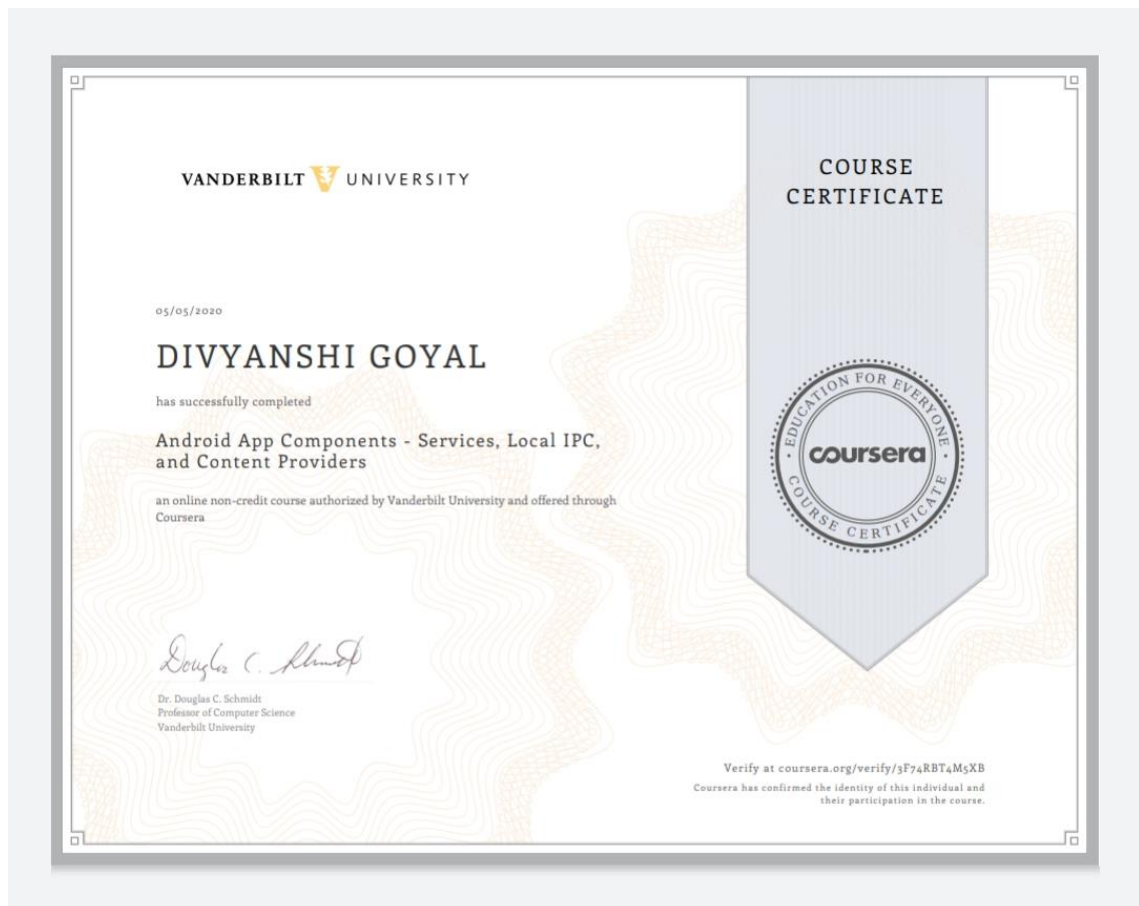 VANDERBILT UNIVERSITY
COURSE
CERTIFICATE
05/05/2020
DIVYANSHI GOYAL
has successfully completed
Android App Components - Services, Local IPC,
and Content Providers
an online non-credit course authorized by Vanderbilt University and offered through
Coursera
EDUCATION FOR EVERYONE
coursera
COURSE CERTIFICATE
Douglas C. Schmidt
Dr. Douglas C. Schmidt
Professor of Computer Science
Vanderbilt University
Verify at coursera.org/verify/3F74RBT4M5XB
Coursera has confirmed the identity of this individual and
their participation in the course.